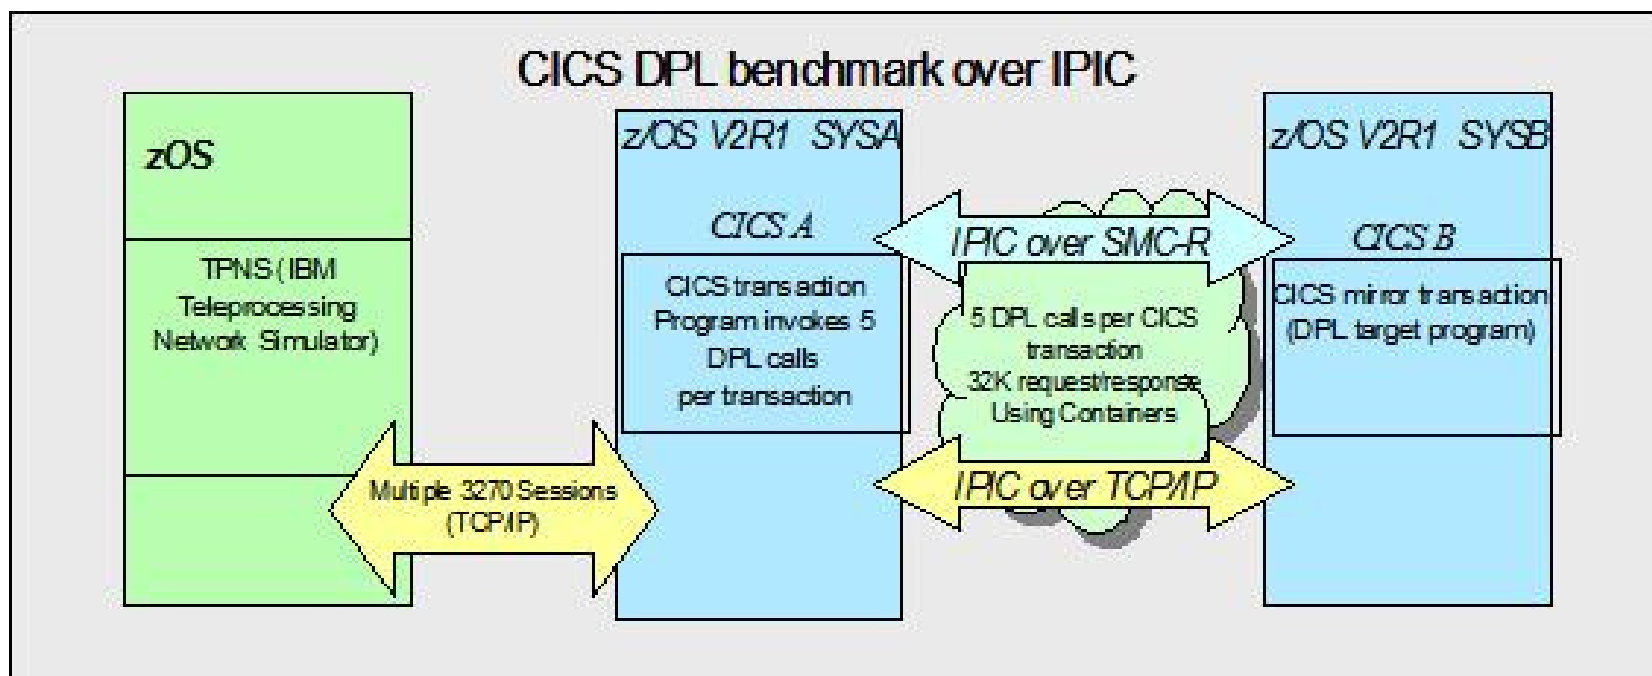 CICS DPL benchmark over IPIC
zOS
TPNS (IBM
Teleprocessing
Network Simulator)
Multiple 3270 Sessions
(TCP/IP)
z/OS V2R1 SYSA
CICS A
CICS transaction
Program invokes 5
DPL calls
per transaction
IPIC over SMC-R
5 DPL calls per CICS
transaction
32K request/response
Using Containers
IPIC over TCP/IP
z/OS V2R1 SYSB
CICS B
CICS mirror transaction
(DPL target program)